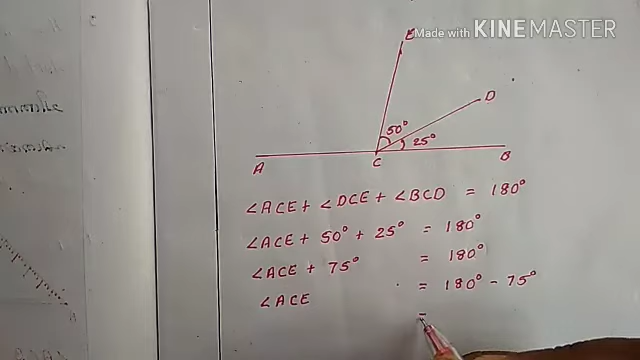 Made with KINEMASTER
E
D
50°
25°
A
C
B
∠ACE + ∠DCE + ∠BCD = 180°
∠ACE + 50° + 25° = 180°
∠ACE + 75° = 180°
∠ACE = 180° - 75°
=